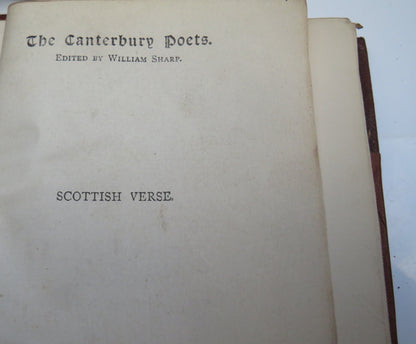 The Canterbury Poets.
EDITED BY WILLIAM SHARP.
SCOTTISH VERSE.